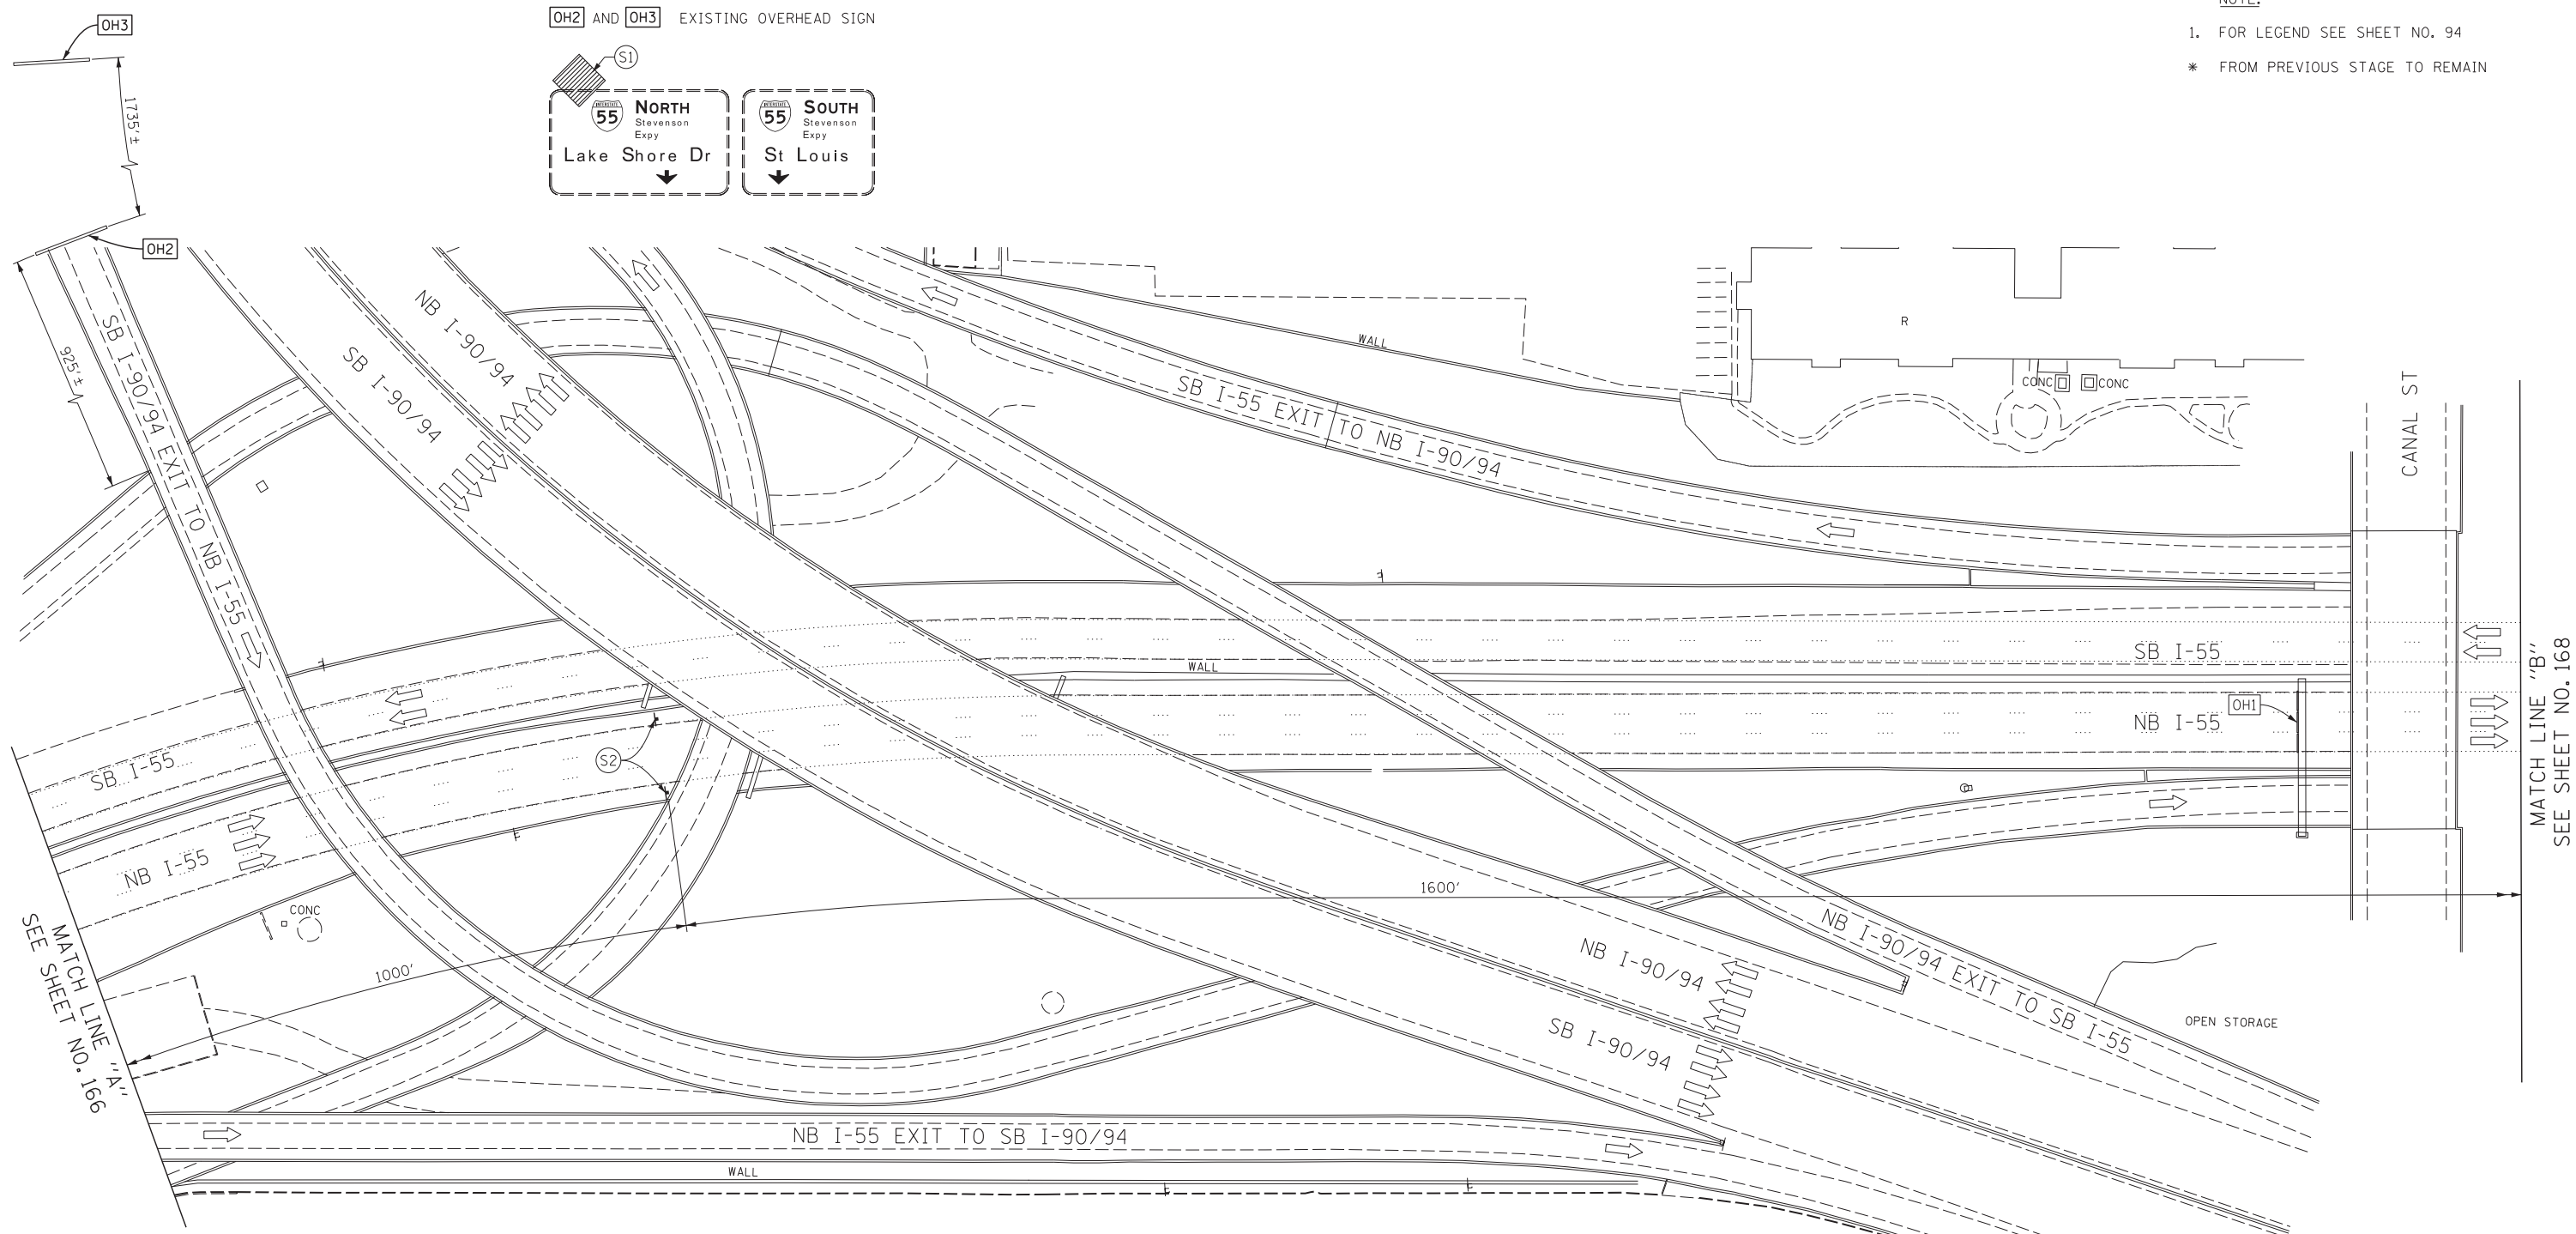 OH2 AND OH3 EXISTING OVERHEAD SIGN
NOTE:
1. FOR LEGEND SEE SHEET NO. 94
* FROM PREVIOUS STAGE TO REMAIN
OH3
S1
1735'±
INTERSTATE
55
NORTH
Stevenson
Expy
Lake Shore Dr
INTERSTATE
55
SOUTH
Stevenson
Expy
St Louis
OH2
925'±
SB I-90/94 EXIT TO NB I-55
SB I-90/94
NB I-90/94
SB I-55 EXIT TO NB I-90/94
WALL
R
CONC
CONC
CANAL ST
WALL
SB I-55
NB I-55
OH1
MATCH LINE "B"
SEE SHEET NO. 168
S2
SB I-55
NB I-55
CONC
1600'
1000'
MATCH LINE "A"
SEE SHEET NO. 166
NB I-90/94
SB I-90/94
NB I-90/94 EXIT TO SB I-55
OPEN STORAGE
NB I-55 EXIT TO SB I-90/94
WALL